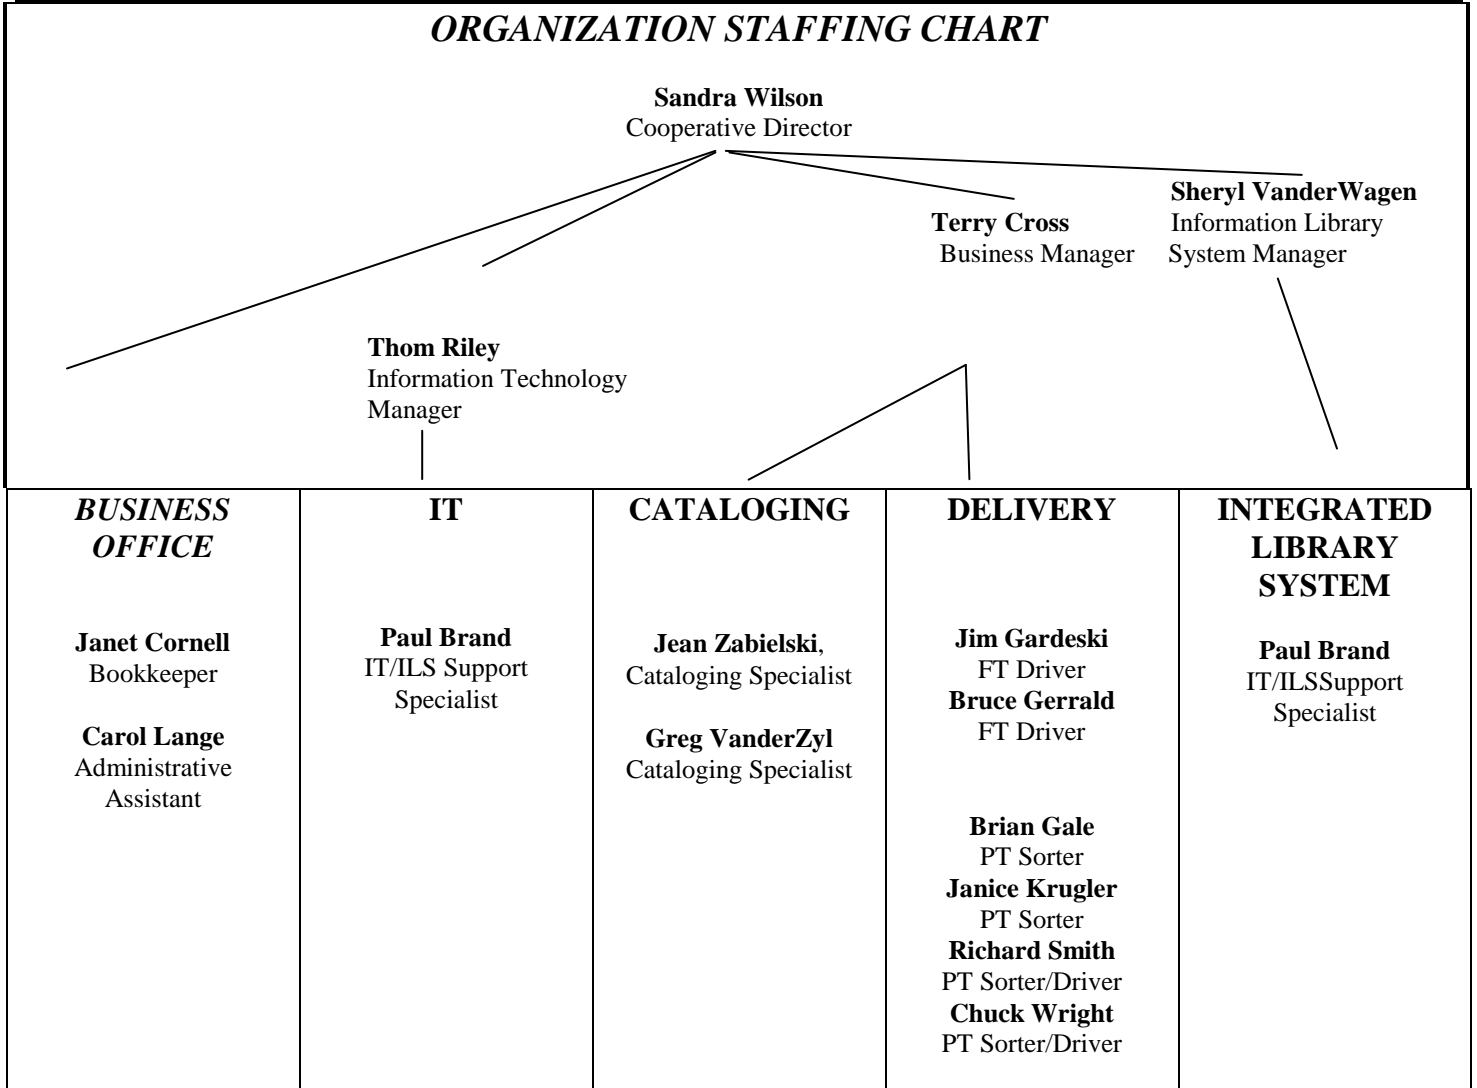 ORGANIZATION STAFFING CHART
Sandra Wilson
Cooperative Director
Sheryl VanderWagen
Information Library
System Manager
Terry Cross
Business Manager
Thom Riley
Information Technology
Manager
BUSINESS
OFFICE
Janet Cornell
Bookkeeper
Carol Lange
Administrative
Assistant
IT
Paul Brand
IT/ILS Support
Specialist
CATALOGING
Jean Zabielski,
Cataloging Specialist
Greg VanderZyl
Cataloging Specialist
DELIVERY
Jim Gardeski
FT Driver
Bruce Gerrald
FT Driver
Brian Gale
PT Sorter
Janice Krugler
PT Sorter
Richard Smith
PT Sorter/Driver
Chuck Wright
PT Sorter/Driver
INTEGRATED
LIBRARY
SYSTEM
Paul Brand
IT/ILSSupport
Specialist